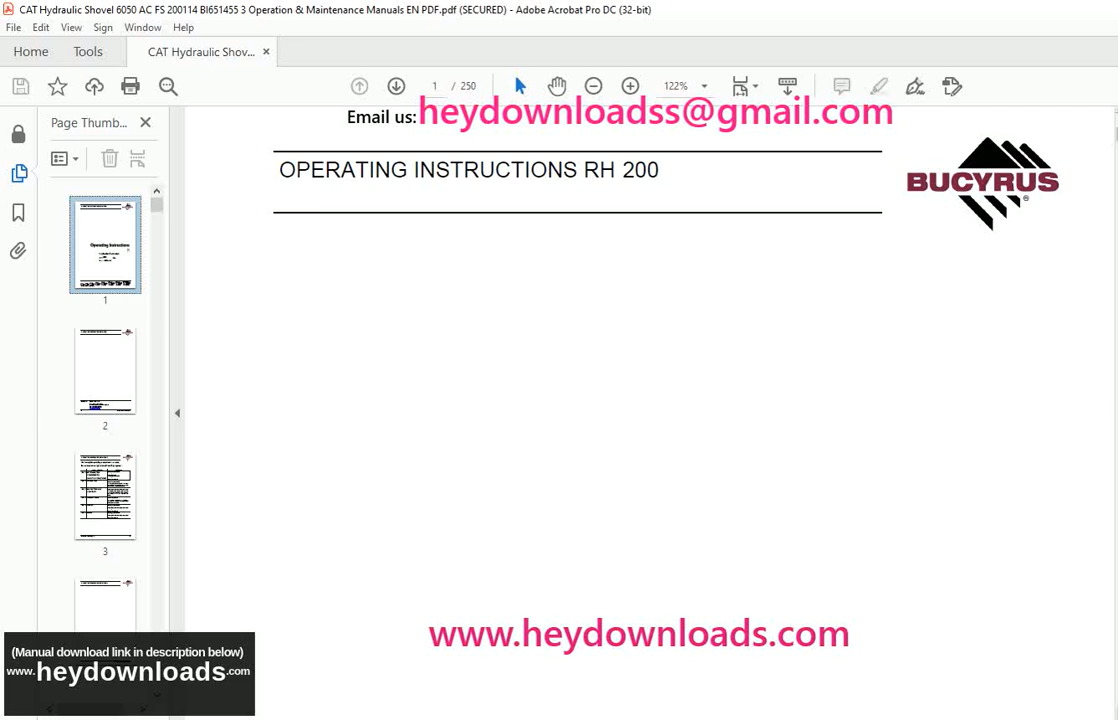 CAT Hydraulic Shovel 6050 AC FS 200114 BI651455 3 Operation & Maintenance Manuals EN PDF.pdf (SECURED) - Adobe Acrobat Pro DC (32-bit)
File Edit View Sign Window Help
Home Tools CAT Hydraulic Shov... ×
1 / 250 122%
Email us: heydownloadss@gmail.com
Page Thumb...
OPERATING INSTRUCTIONS RH 200
BUCYRUS®
Operating Instructions
1
2
3
www.heydownloads.com
(Manual download link in description below)
www.heydownloads.com